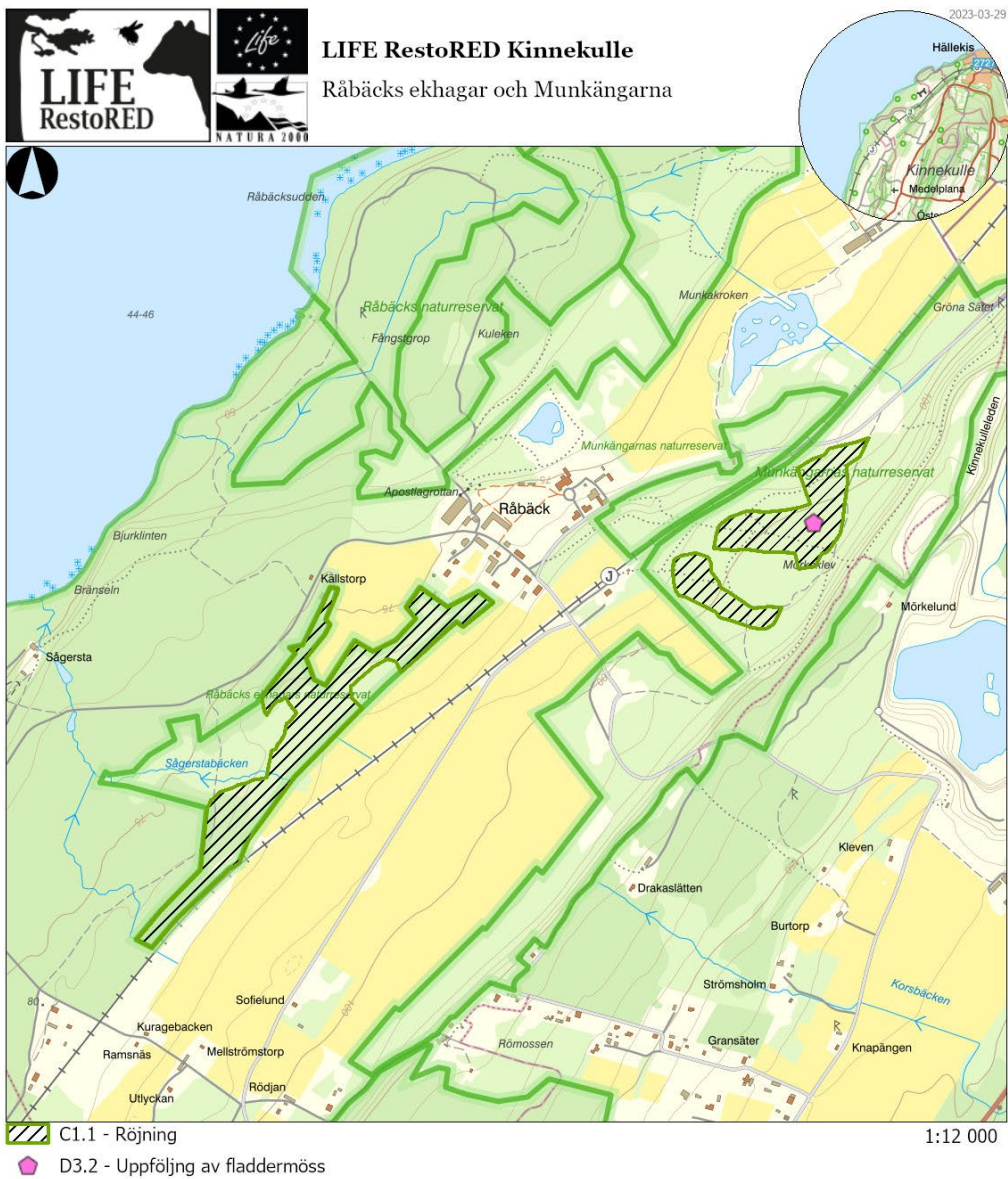 2023-03-29
LIFE
RestoRED
Life
NATURA 2000
LIFE RestoRED Kinnekulle
Råbäcks ekhagar och Munkängarna
Hällekis
2727
Kinnekulle
Medelplana
Öste
Råbäcksudden
44-46
Råbäcks naturreservat
Fångstgrop
Kuleken
Munkakroken
Gröna Säter
Kinnekulleleden
Munkängarnas naturreservat
Munkängarnas naturreservat
Apostlagrottan
Råbäck
Bjurklinten
Bränseln
Källstorp
J
Mörkeklev
Mörkelund
Sågersta
Råbäcks ekhagars naturreservat
Sågerstabäcken
Kleven
Drakaslätten
Burtorp
Strömsholm
Korsbäcken
Sofielund
80
Kuragebacken
Ramsnäs
Mellströmstorp
Utlyckan
Rödjan
Römossen
Gransäter
Knapängen
C1.1 - Röjning
1:12 000
D3.2 - Uppföljng av fladdermöss